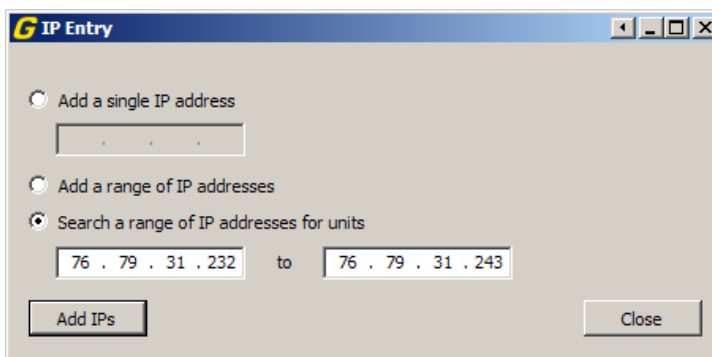 G IP Entry
Add a single IP address
. . .
Add a range of IP addresses
Search a range of IP addresses for units
76 . 79 . 31 . 232 to 76 . 79 . 31 . 243
Add IPs Close